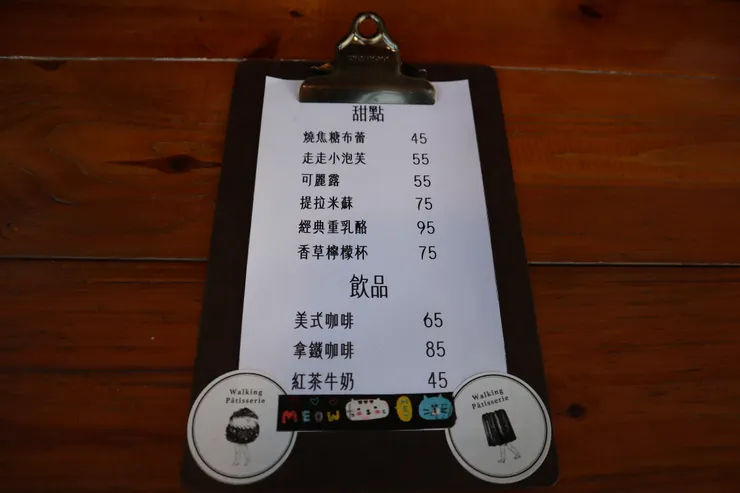 甜點
燒焦糖布蕾 45
走走小泡芙 55
可麗露 55
提拉米蘇 75
經典重乳酪 95
香草檸檬杯 75
飲品
美式咖啡 65
拿鐵咖啡 85
紅茶牛奶 45
MEOW
Walking
Pâtisserie
Walking
Pâtisserie